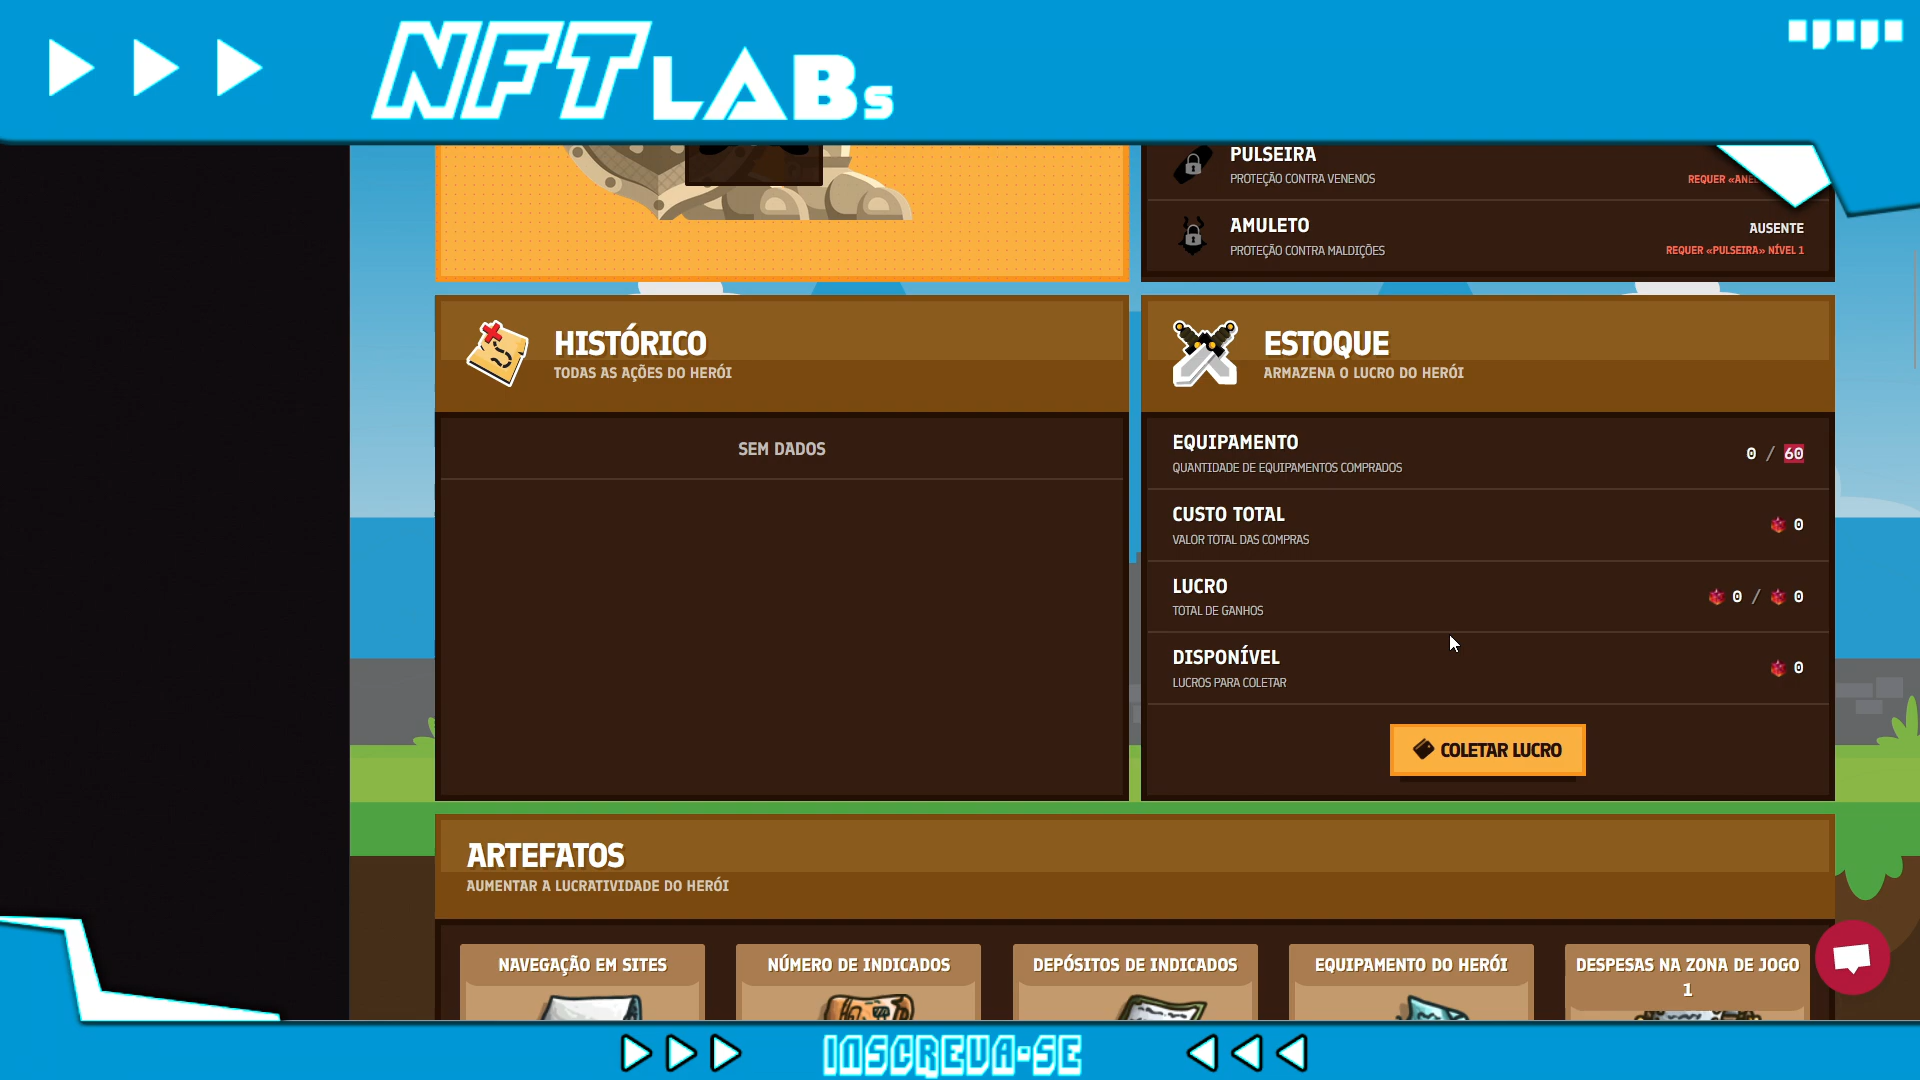 NFT LABs
PULSEIRA
PROTEÇÃO CONTRA VENENOS
REQUER «ANEL
AMULETO
PROTEÇÃO CONTRA MALDIÇÕES
AUSENTE
REQUER «PULSEIRA» NÍVEL 1
HISTÓRICO
TODAS AS AÇÕES DO HERÓI
SEM DADOS
ESTOQUE
ARMAZENA O LUCRO DO HERÓI
EQUIPAMENTO
QUANTIDADE DE EQUIPAMENTOS COMPRADOS
0 / 60
CUSTO TOTAL
VALOR TOTAL DAS COMPRAS
0
LUCRO
TOTAL DE GANHOS
0 / 0
DISPONÍVEL
LUCROS PARA COLETAR
0
COLETAR LUCRO
ARTEFATOS
AUMENTAR A LUCRATIVIDADE DO HERÓI
NAVEGAÇÃO EM SITES
NÚMERO DE INDICADOS
DEPÓSITOS DE INDICADOS
EQUIPAMENTO DO HERÓI
DESPESAS NA ZONA DE JOGO
1
INSCREVA-SE